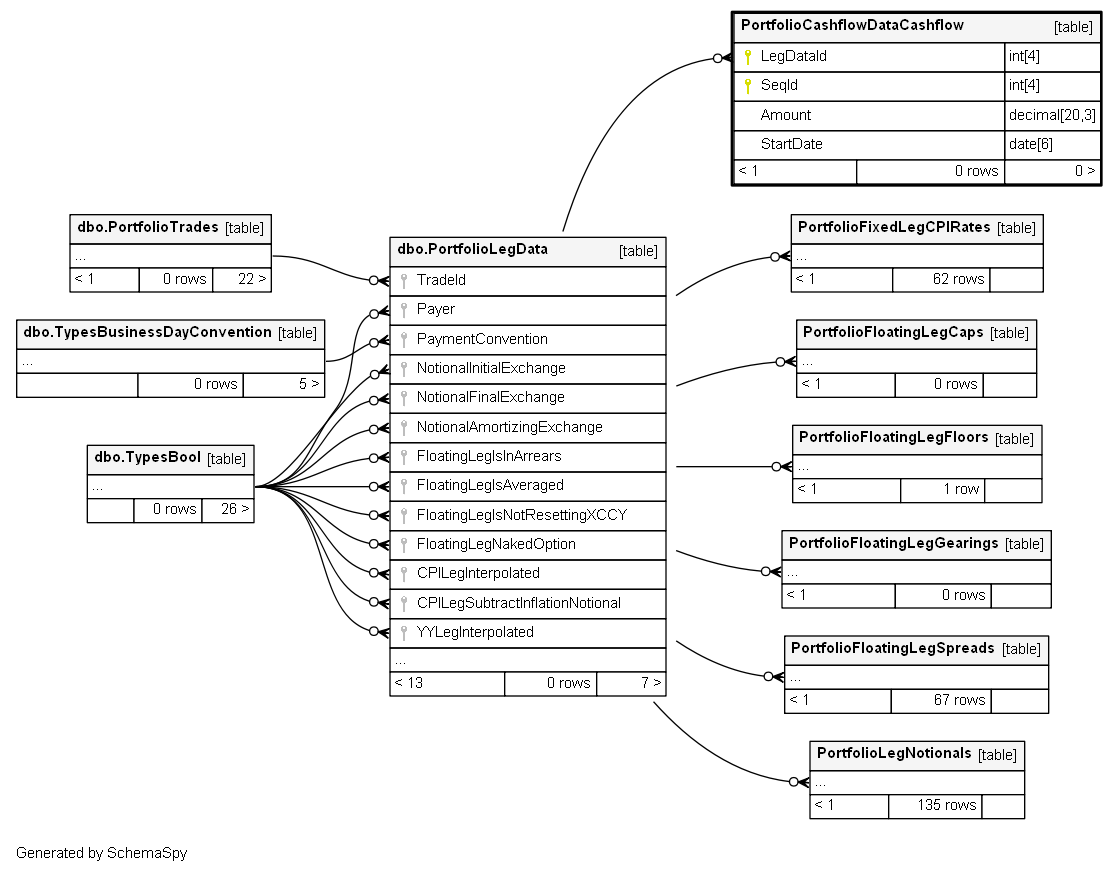 PortfolioCashflowDataCashflow [table]
LegDataId int[4]
SeqId int[4]
Amount decimal[20,3]
StartDate date[6]
< 1 0 rows 0 >
dbo.PortfolioTrades [table]
...
< 1 0 rows 22 >
dbo.TypesBusinessDayConvention [table]
...
0 rows 5 >
dbo.TypesBool [table]
...
0 rows 26 >
dbo.PortfolioLegData [table]
TradeId
Payer
PaymentConvention
NotionalInitialExchange
NotionalFinalExchange
NotionalAmortizingExchange
FloatingLegIsInArrears
FloatingLegIsAveraged
FloatingLegIsNotResettingXCCY
FloatingLegNakedOption
CPILegInterpolated
CPILegSubtractInflationNotional
YYLegInterpolated
...
< 13 0 rows 7 >
PortfolioFixedLegCPIRates [table]
...
< 1 62 rows
PortfolioFloatingLegCaps [table]
...
< 1 0 rows
PortfolioFloatingLegFloors [table]
...
< 1 1 row
PortfolioFloatingLegGearings [table]
...
< 1 0 rows
PortfolioFloatingLegSpreads [table]
...
< 1 67 rows
PortfolioLegNotionals [table]
...
< 1 135 rows
Generated by SchemaSpy